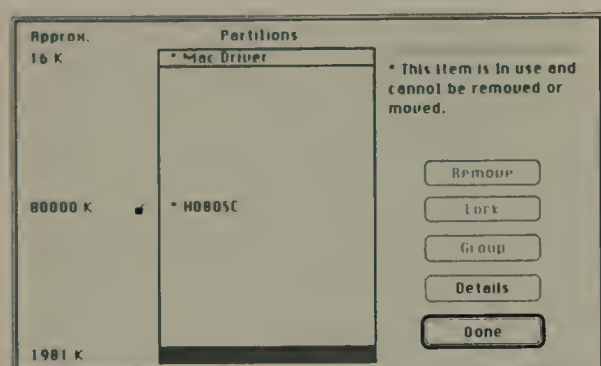 Approx.
Partitions
16 K
* Mac Driver
* This item is in use and
cannot be removed or
moved.
Remove
80000 K
* HD80SC
Lock
Group
Details
Done
1981 K